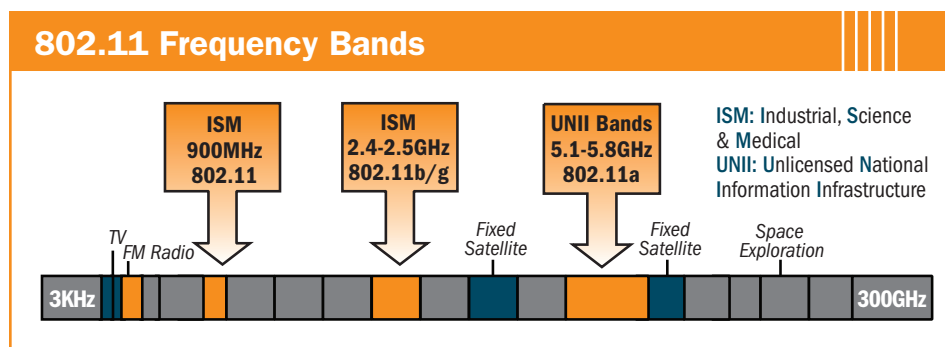 802.11 Frequency Bands
ISM
900MHz
802.11
ISM
2.4-2.5GHz
802.11b/g
UNII Bands
5.1-5.8GHz
802.11a
ISM: Industrial, Science
& Medical
UNII: Unlicensed National
Information Infrastructure
TV
FM Radio
Fixed
Satellite
Fixed
Satellite
Space
Exploration
3KHz
300GHz